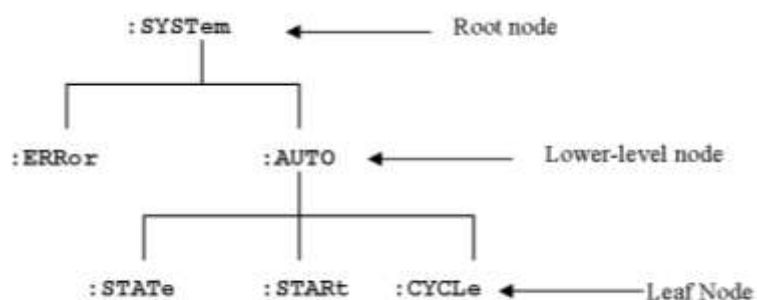 :SYSTem Root node
:ERRor :AUTO Lower-level node
:STATe :STARt :CYCLe Leaf Node